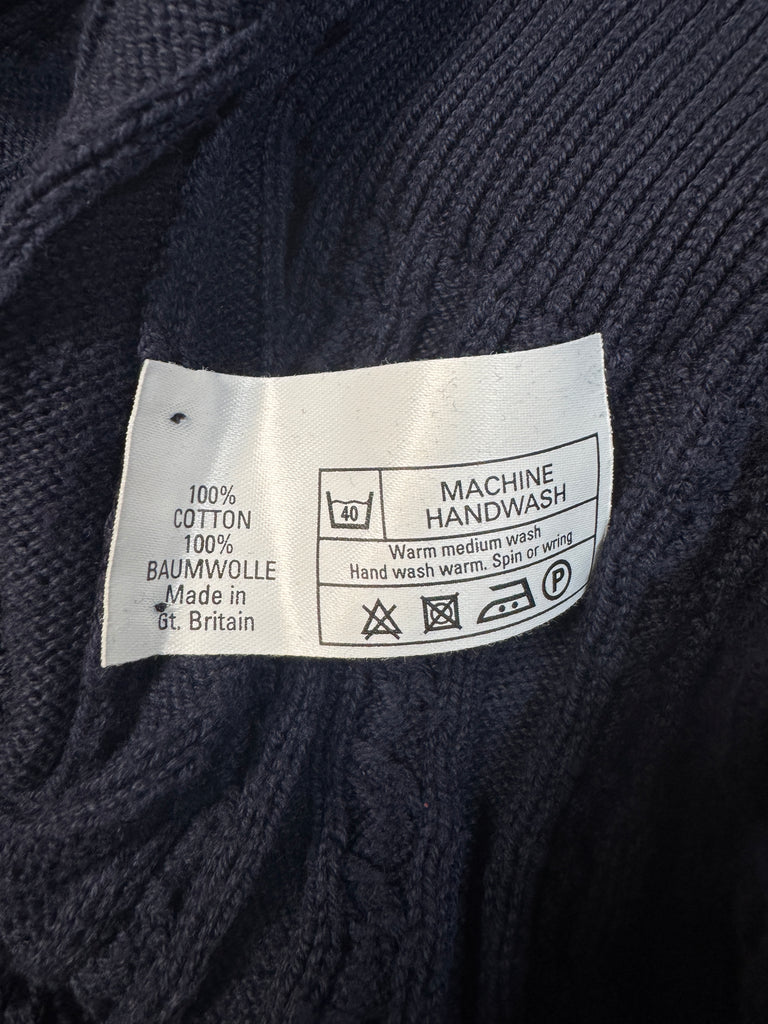 100%
COTTON
100%
BAUMWOLLE
Made in
Gt. Britain
40
MACHINE
HANDWASH
Warm medium wash
Hand wash warm. Spin or wring
P